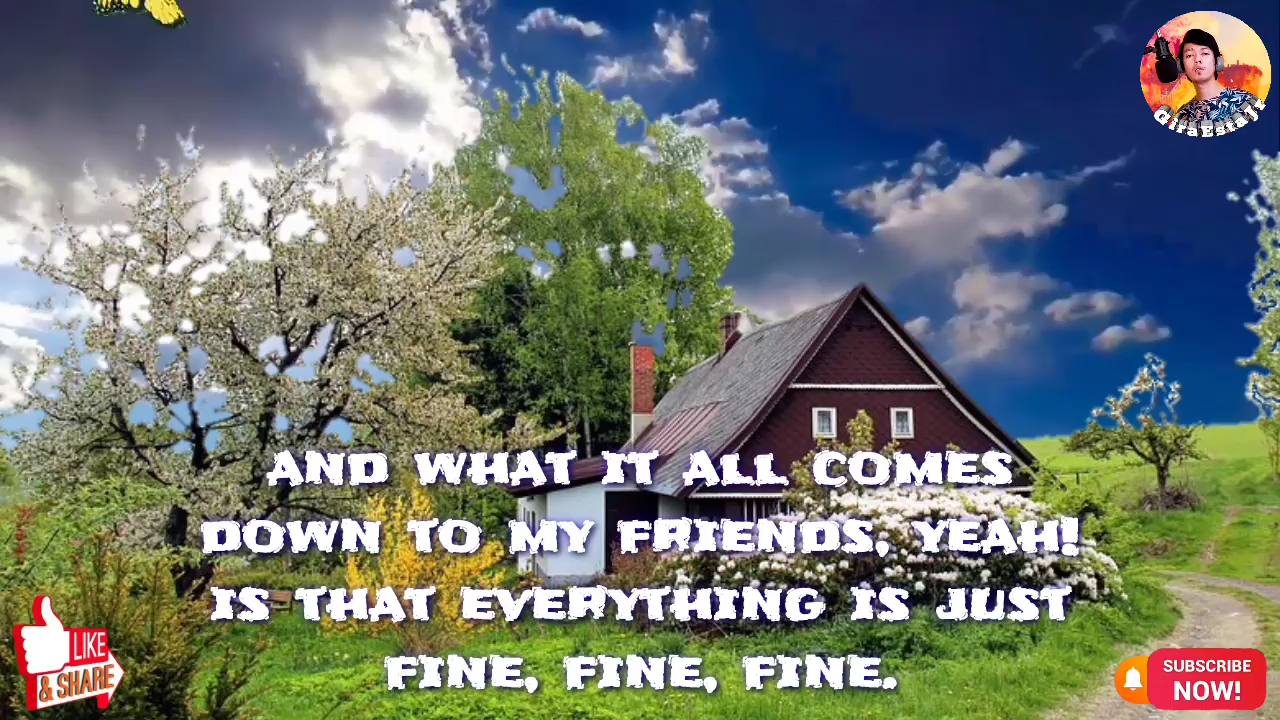 GiraEstaJr
AND WHAT IT ALL COMES
DOWN TO MY FRIENDS, YEAH!
IS THAT EVERYTHING IS JUST
FINE, FINE, FINE.
LIKE
& SHARE
SUBSCRIBE
NOW!